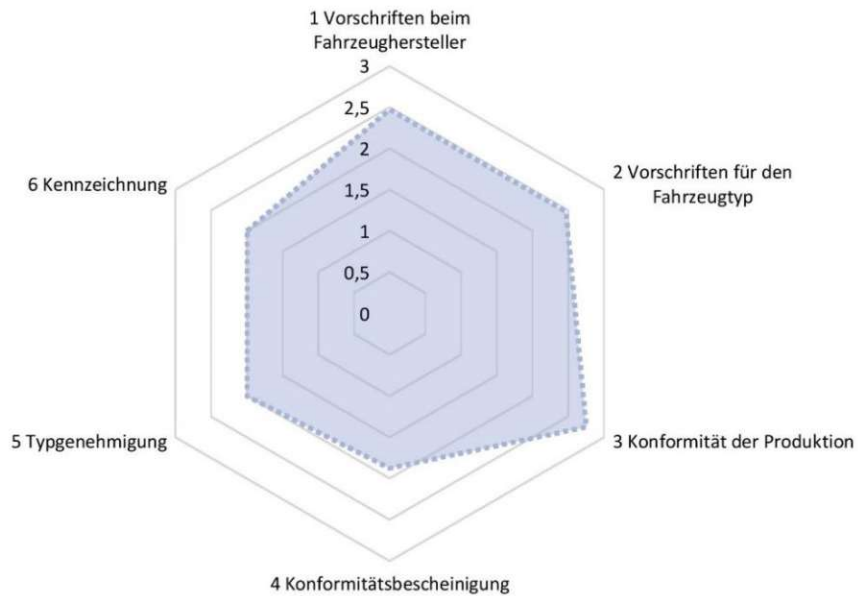 1 Vorschriften beim
Fahrzeughersteller
3
2,5
2
1,5
1
0,5
0
2 Vorschriften für den
Fahrzeugtyp
3 Konformität der Produktion
4 Konformitätsbescheinigung
5 Typgenehmigung
6 Kennzeichnung